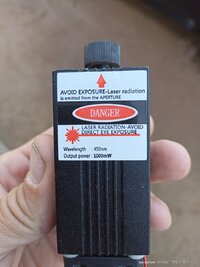 AVOID EXPOSURE-Laser radiation
is emitted from the APERTURE
DANGER
LASER RADIATION-AVOID
DIRECT EYE EXPOSURE
Wavelength : 450nm
Output power : 1000mW